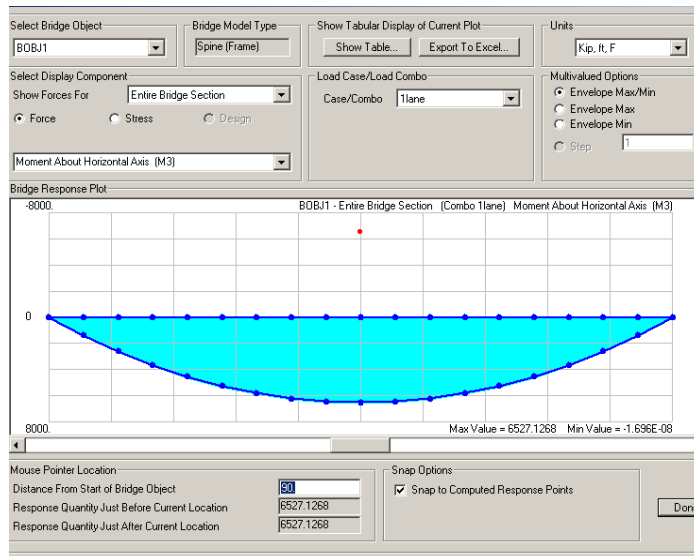 Select Bridge Object
BOBJ1
Bridge Model Type
Spine (Frame)
Show Tabular Display of Current Plot
Show Table...
Export To Excel...
Units
Kip, ft, F
Select Display Component
Show Forces For
Entire Bridge Section
Force
Stress
Design
Moment About Horizontal Axis (M3)
Load Case/Load Combo
Case/Combo
1lane
Multivalued Options
Envelope Max/Min
Envelope Max
Envelope Min
Step
1
Bridge Response Plot
-8000.
BOBJ1 - Entire Bridge Section (Combo 1lane) Moment About Horizontal Axis (M3)
0
8000.
Max Value = 6527.1268 Min Value = -1.696E-08
Mouse Pointer Location
Distance From Start of Bridge Object
90.
Response Quantity Just Before Current Location
6527.1268
Response Quantity Just After Current Location
6527.1268
Snap Options
Snap to Computed Response Points